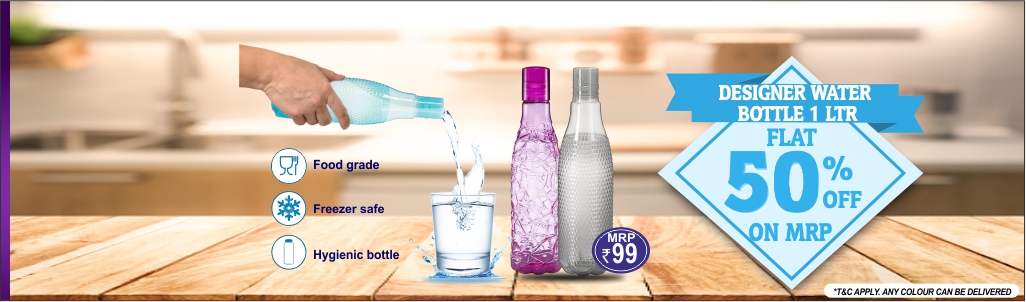 Food grade
Freezer safe
Hygienic bottle
MRP
₹99
DESIGNER WATER
BOTTLE 1 LTR
FLAT
50%
OFF
ON MRP
*T&C APPLY. ANY COLOUR CAN BE DELIVERED